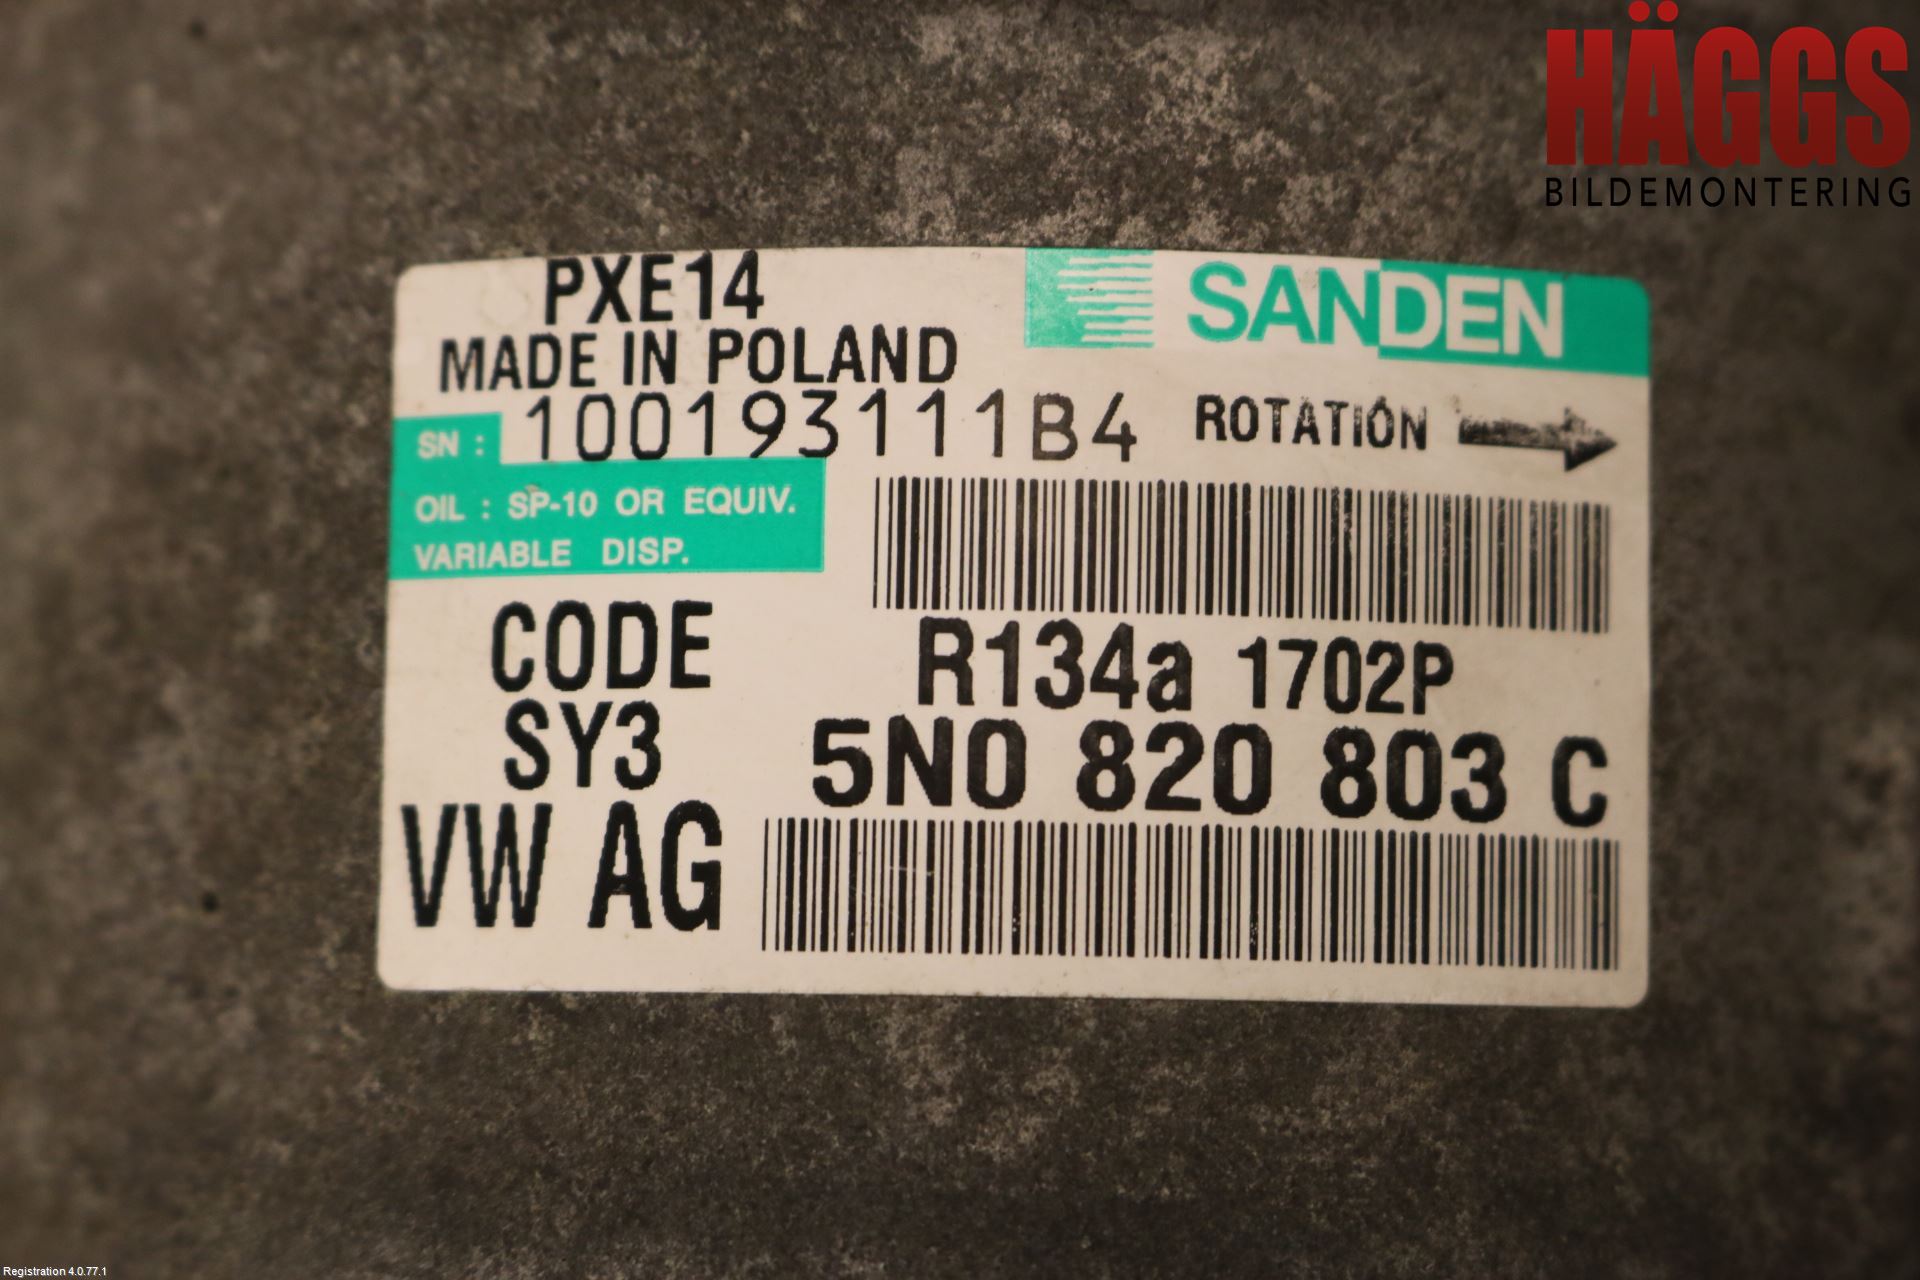 HÄGGS
BILDEMONTERING
PXE14
SANDEN
MADE IN POLAND
SN : 100193111B4
ROTATION
OIL : SP-10 OR EQUIV.
VARIABLE DISP.
CODE
SY3
VW AG
R134a 1702P
5N0 820 803 C
Registration 4.0.77.1